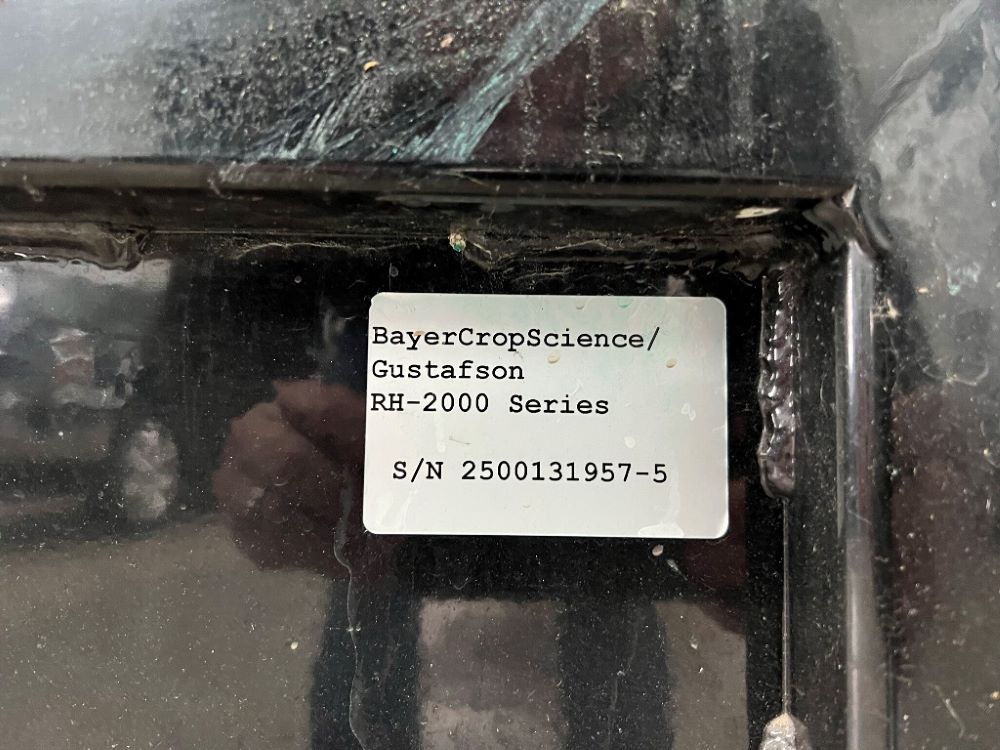 BayerCropScience/
Gustafson
RH-2000 Series
S/N 2500131957-5